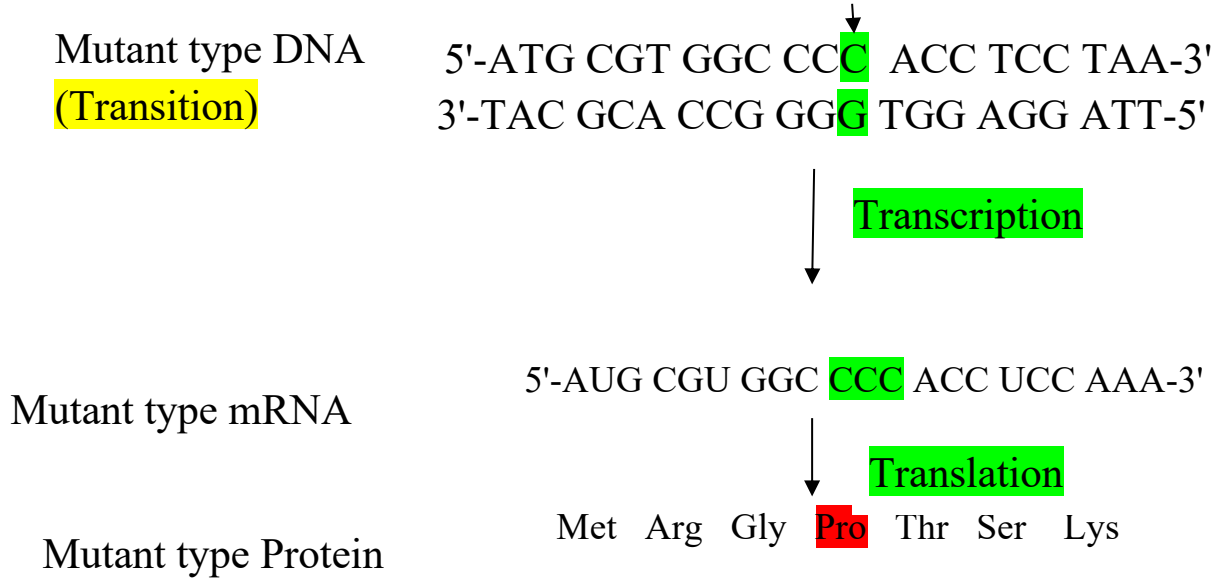 Mutant type DNA
(Transition)
5'-ATG CGT GGC CCC ACC TCC TAA-3'
3'-TAC GCA CCG GGG TGG AGG ATT-5'
Transcription
Mutant type mRNA
5'-AUG CGU GGC CCC ACC UCC AAA-3'
Translation
Mutant type Protein
Met Arg Gly Pro Thr Ser Lys